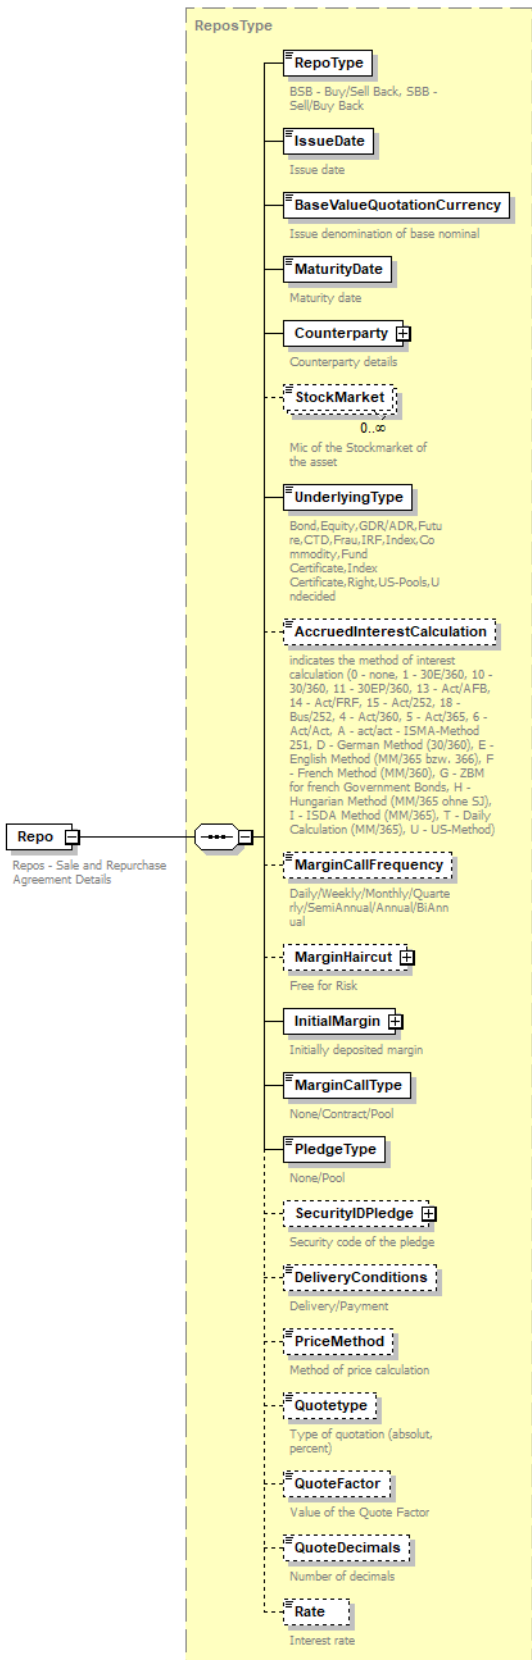 ReposType
RepoType
BSB - Buy/Sell Back, SBB -
Sell/Buy Back
IssueDate
Issue date
BaseValueQuotationCurrency
Issue denomination of base nominal
MaturityDate
Maturity date
Counterparty
Counterparty details
StockMarket
0..∞
Mic of the Stockmarket of
the asset
UnderlyingType
Bond,Equity,GDR/ADR,Futu
re,CTD,Frau,IRF,Index,Co
mmodity,Fund
Certificate,Index
Certificate,Right,US-Pools,U
ndecided
AccruedInterestCalculation
indicates the method of interest
calculation (0 - none, 1 - 30E/360, 10 -
30/360, 11 - 30EP/360, 13 - Act/AFB,
14 - Act/FRF, 15 - Act/252, 18 -
Bus/252, 4 - Act/360, 5 - Act/365, 6 -
Act/Act, A - act/act - ISMA-Method
251, D - German Method (30/360), E -
English Method (MM/365 bzw. 366), F
- French Method (MM/360), G - ZBM
for french Government Bonds, H -
Hungarian Method (MM/365 ohne SJ),
I - ISDA Method (MM/365), T - Daily
Calculation (MM/365), U - US-Method)
Repo
Repos - Sale and Repurchase
Agreement Details
MarginCallFrequency
Daily/Weekly/Monthly/Quarte
rly/SemiAnnual/Annual/BiAnn
ual
MarginHaircut
Free for Risk
InitialMargin
Initially deposited margin
MarginCallType
None/Contract/Pool
PledgeType
None/Pool
SecurityIDPledge
Security code of the pledge
DeliveryConditions
Delivery/Payment
PriceMethod
Method of price calculation
Quotetype
Type of quotation (absolut,
percent)
QuoteFactor
Value of the Quote Factor
QuoteDecimals
Number of decimals
Rate
Interest rate